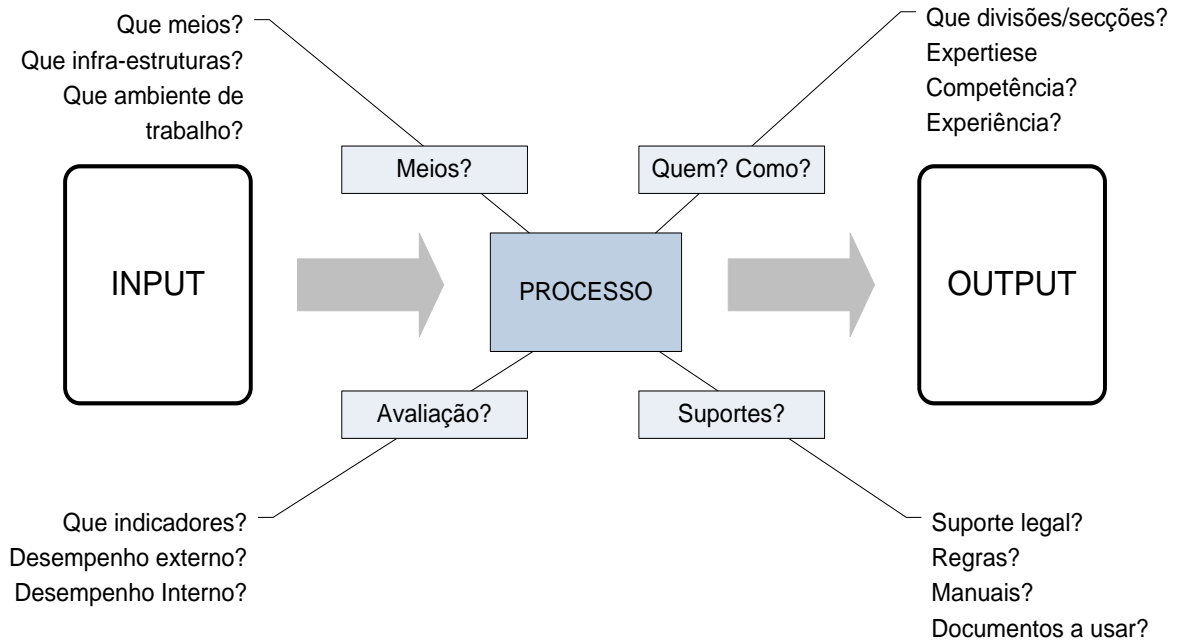 Que meios?
Que infra-estruturas?
Que ambiente de
trabalho?
Que divisões/secções?
Expertiese
Competência?
Experiência?
Meios?
Quem? Como?
INPUT
PROCESSO
OUTPUT
Avaliação?
Suportes?
Que indicadores?
Desempenho externo?
Desempenho Interno?
Suporte legal?
Regras?
Manuais?
Documentos a usar?